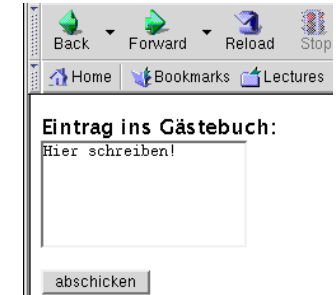 Back Forward Reload Stop
Home Bookmarks Lectures
Eintrag ins Gästebuch:
Hier schreiben!
abschicken